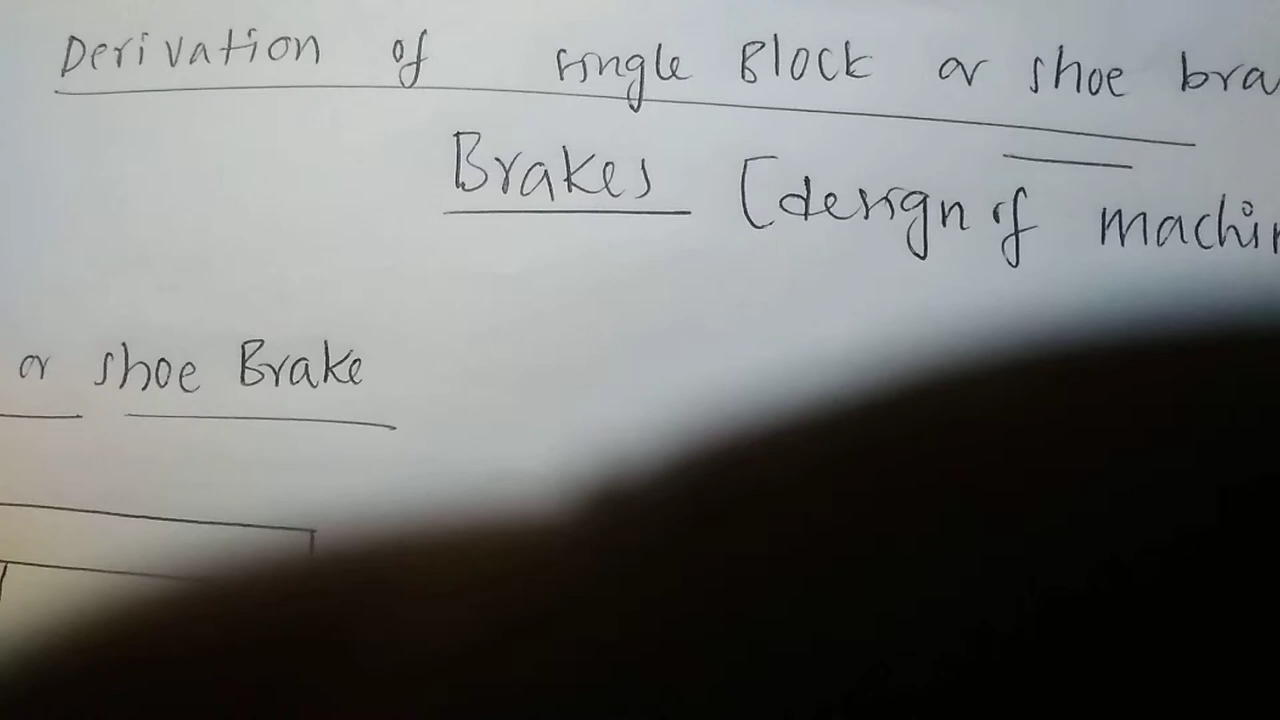 Derivation of single Block or shoe bra
Brakes [design of machin
or shoe Brake